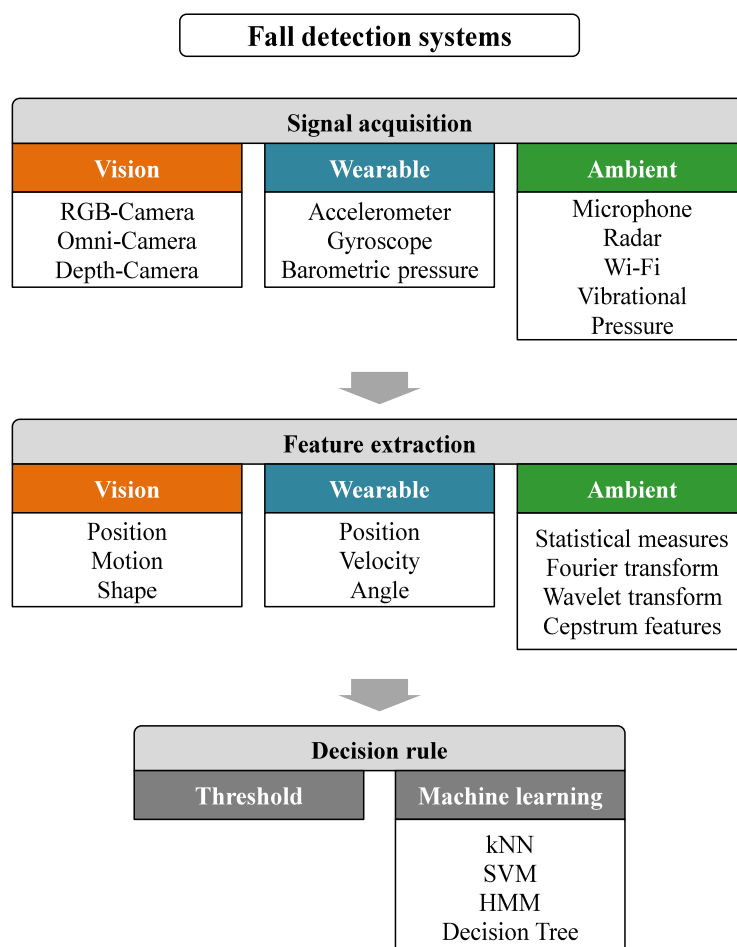 Fall detection systems
Signal acquisition
Vision
RGB-Camera
Omni-Camera
Depth-Camera
Wearable
Accelerometer
Gyroscope
Barometric pressure
Ambient
Microphone
Radar
Wi-Fi
Vibrational
Pressure
Feature extraction
Vision
Position
Motion
Shape
Wearable
Position
Velocity
Angle
Ambient
Statistical measures
Fourier transform
Wavelet transform
Cepstrum features
Decision rule
Threshold
Machine learning
kNN
SVM
HMM
Decision Tree